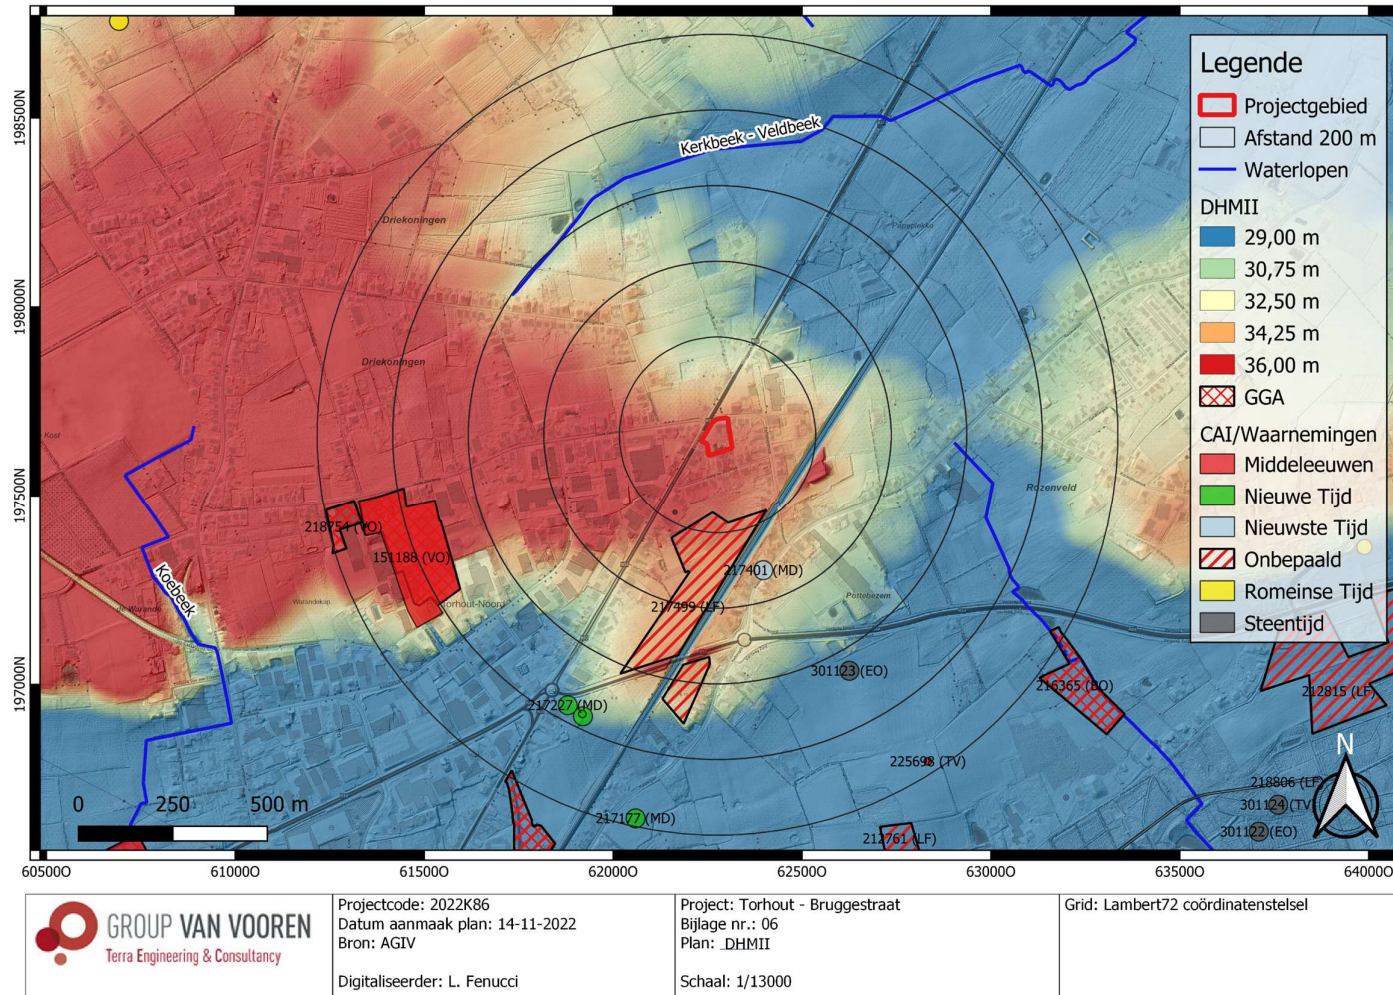 Legende
Projectgebied
Afstand 200 m
Waterlopen
DHMII
29,00 m
30,75 m
32,50 m
34,25 m
36,00 m
GGA
CAI/Waarnemingen
Middeleeuwen
Nieuwe Tijd
Nieuwste Tijd
Onbepaald
Romeinse Tijd
Steentijd
198500N
198000N
197500N
197000N
Kerkbeek - Veldbeek
Driekoningen
Driekoningen
Kost
Rozenveld
218754 (VO)
151188 (VO)
217401 (MD)
217499 (LF)
Koebeek
de Warande
Warandekap.
Torhout-Noord
Pottebezem
301123 (EO)
216365 (BO)
212815 (LF)
217227 (MD)
225698 (TV)
218806 (LF)
301124 (TV)
301122 (EO)
217177 (MD)
212761 (LF)
N
0 250 500 m
605000 610000 615000 620000 625000 630000 635000 640000
GROUP VAN VOOREN
Terra Engineering & Consultancy
Projectcode: 2022K86
Datum aanmaak plan: 14-11-2022
Bron: AGIV
Digitaliseerder: L. Fenucci
Project: Torhout - Bruggestraat
Bijlage nr.: 06
Plan: DHMII
Schaal: 1/13000
Grid: Lambert72 coördinatenstelsel